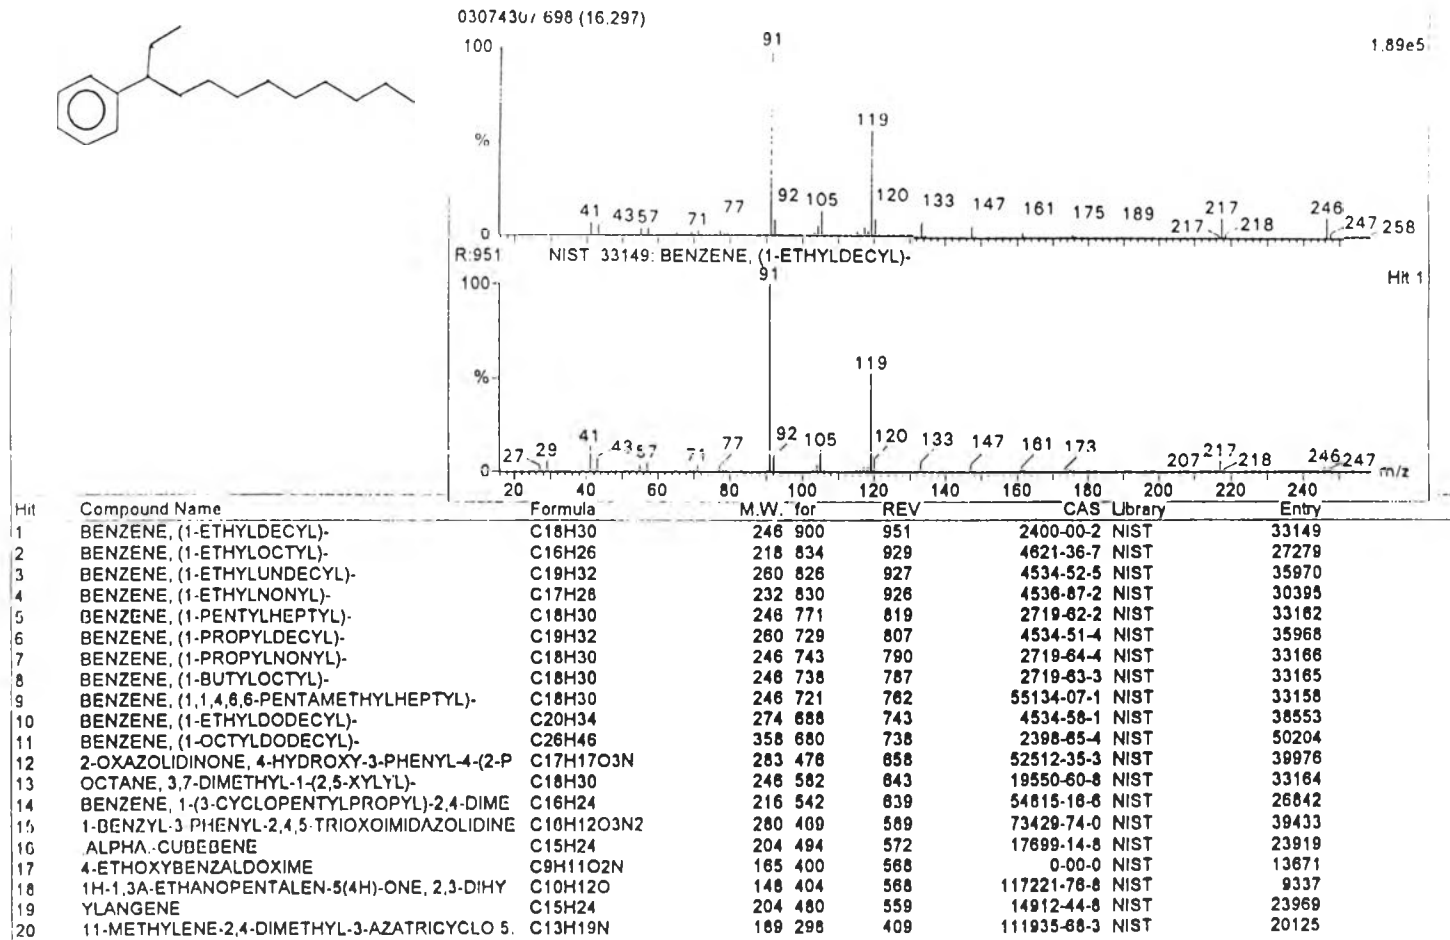 0307430/ 698 (16.297)
100
91
1.89e5
119
%
41 43 57 71 77 92 105 120 133 147 161 175 189 217 217 218 246 247 258
0
R:951 NIST 33149: BENZENE, (1-ETHYLDECYL)-
91
100
Hit 1
119
%
27 29 41 43 57 71 77 92 105 120 133 147 161 173 207 217 218 246 247
0
m/z
20 40 60 80 100 120 140 160 180 200 220 240
Hit Compound Name Formula M.W. for REV CAS Library Entry
1 BENZENE, (1-ETHYLDECYL)- C18H30 246 900 951 2400-00-2 NIST 33149
2 BENZENE, (1-ETHYLOCTYL)- C16H26 218 834 929 4621-36-7 NIST 27279
3 BENZENE, (1-ETHYLUNDECYL)- C19H32 260 826 927 4534-52-5 NIST 35970
4 BENZENE, (1-ETHYLNONYL)- C17H28 232 830 926 4536-87-2 NIST 30395
5 BENZENE, (1-PENTYLHEPTYL)- C18H30 246 771 819 2719-62-2 NIST 33162
6 BENZENE, (1-PROPYLDECYL)- C19H32 260 729 807 4534-51-4 NIST 35968
7 BENZENE, (1-PROPYLNONYL)- C18H30 246 743 790 2719-64-4 NIST 33166
8 BENZENE, (1-BUTYLOCTYL)- C18H30 246 738 787 2719-63-3 NIST 33165
9 BENZENE, (1,1,4,6,6-PENTAMETHYLHEPTYL)- C18H30 246 721 762 55134-07-1 NIST 33158
10 BENZENE, (1-ETHYLDODECYL)- C20H34 274 688 743 4534-58-1 NIST 38553
11 BENZENE, (1-OCTYLDODECYL)- C26H46 358 680 738 2398-65-4 NIST 50204
12 2-OXAZOLIDINONE, 4-HYDROXY-3-PHENYL-4-(2-P C17H17O3N 283 476 658 52512-35-3 NIST 39976
13 OCTANE, 3,7-DIMETHYL-1-(2,5-XYLYL)- C18H30 246 582 643 19550-60-8 NIST 33164
14 BENZENE, 1-(3-CYCLOPENTYLPROPYL)-2,4-DIME C16H24 216 542 639 54815-16-6 NIST 26842
15 1-BENZYL-3 PHENYL-2,4,5-TRIOXOIMIDAZOLIDINE C16H12O3N2 280 409 589 73429-74-0 NIST 39433
16 .ALPHA.-CUBEBENE C15H24 204 494 572 17699-14-8 NIST 23919
17 4-ETHOXYBENZALDOXIME C9H11O2N 165 400 568 0-00-0 NIST 13671
18 1H-1,3A-ETHANOPENTALEN-5(4H)-ONE, 2,3-DIHY C10H12O 148 404 568 117221-76-8 NIST 9337
19 YLANGENE C15H24 204 480 559 14912-44-8 NIST 23969
20 11-METHYLENE-2,4-DIMETHYL-3-AZATRICYCLO 5. C13H19N 189 298 409 111935-68-3 NIST 20125